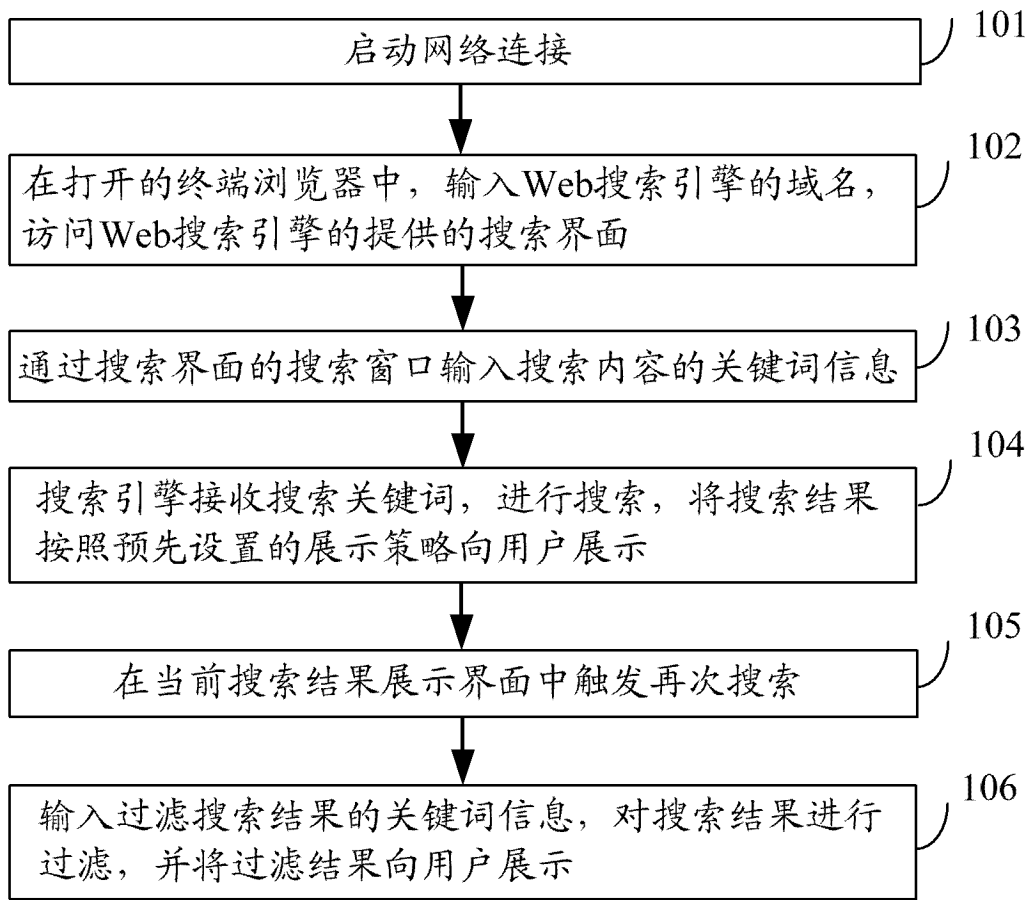 启动网络连接
101
在打开的终端浏览器中，输入Web搜索引擎的域名，
访问Web搜索引擎的提供的搜索界面
102
通过搜索界面的搜索窗口输入搜索内容的关键词信息
103
搜索引擎接收搜索关键词，进行搜索，将搜索结果
按照预先设置的展示策略向用户展示
104
在当前搜索结果展示界面中触发再次搜索
105
输入过滤搜索结果的关键词信息，对搜索结果进行
过滤，并将过滤结果向用户展示
106